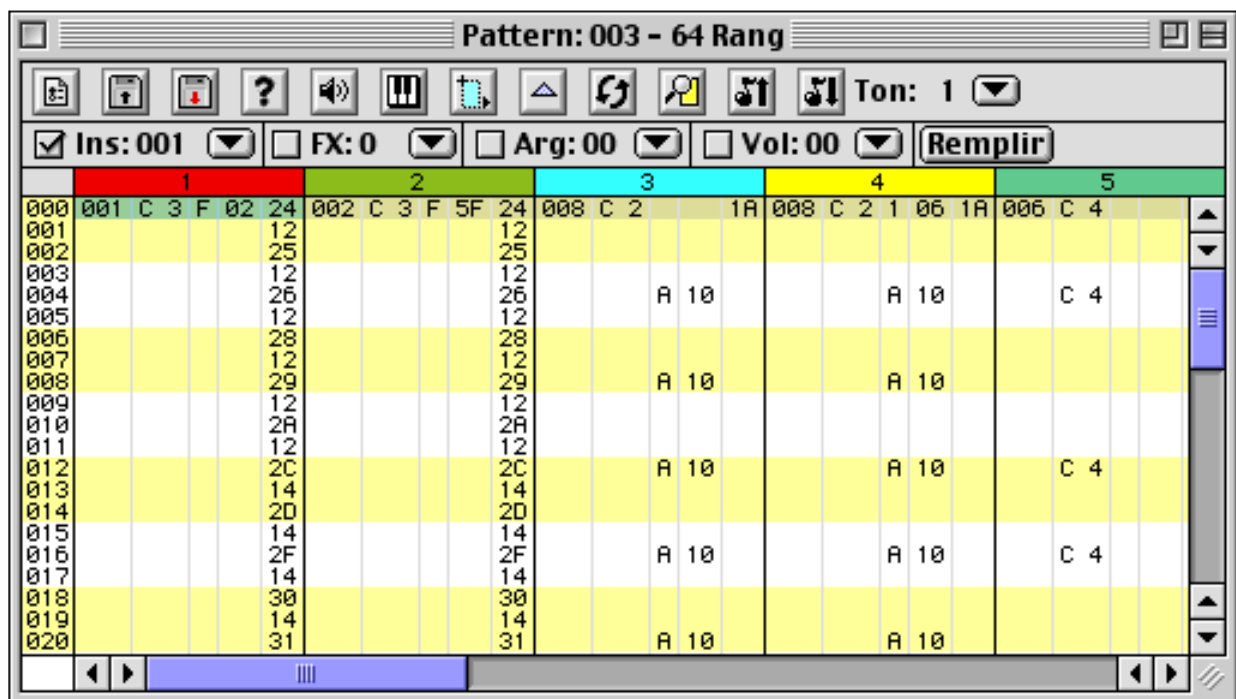 Pattern: 003 – 64 Rang
? Ton: 1
Ins: 001 FX: 0 Arg: 00 Vol: 00 Remplir
1 2 3 4 5
000 001 C 3 F 02 24 002 C 3 F 5F 24 008 C 2 1A 008 C 2 1 06 1A 006 C 4
001 12 12
002 25 25
003 12 12
004 26 26 A 10 A 10 C 4
005 12 12
006 28 28
007 12 12
008 29 29 A 10 A 10
009 12 12
010 2A 2A
011 12 12
012 2C 2C A 10 A 10 C 4
013 14 14
014 2D 2D
015 14 14
016 2F 2F A 10 A 10 C 4
017 14 14
018 30 30
019 14 14
020 31 31 A 10 A 10